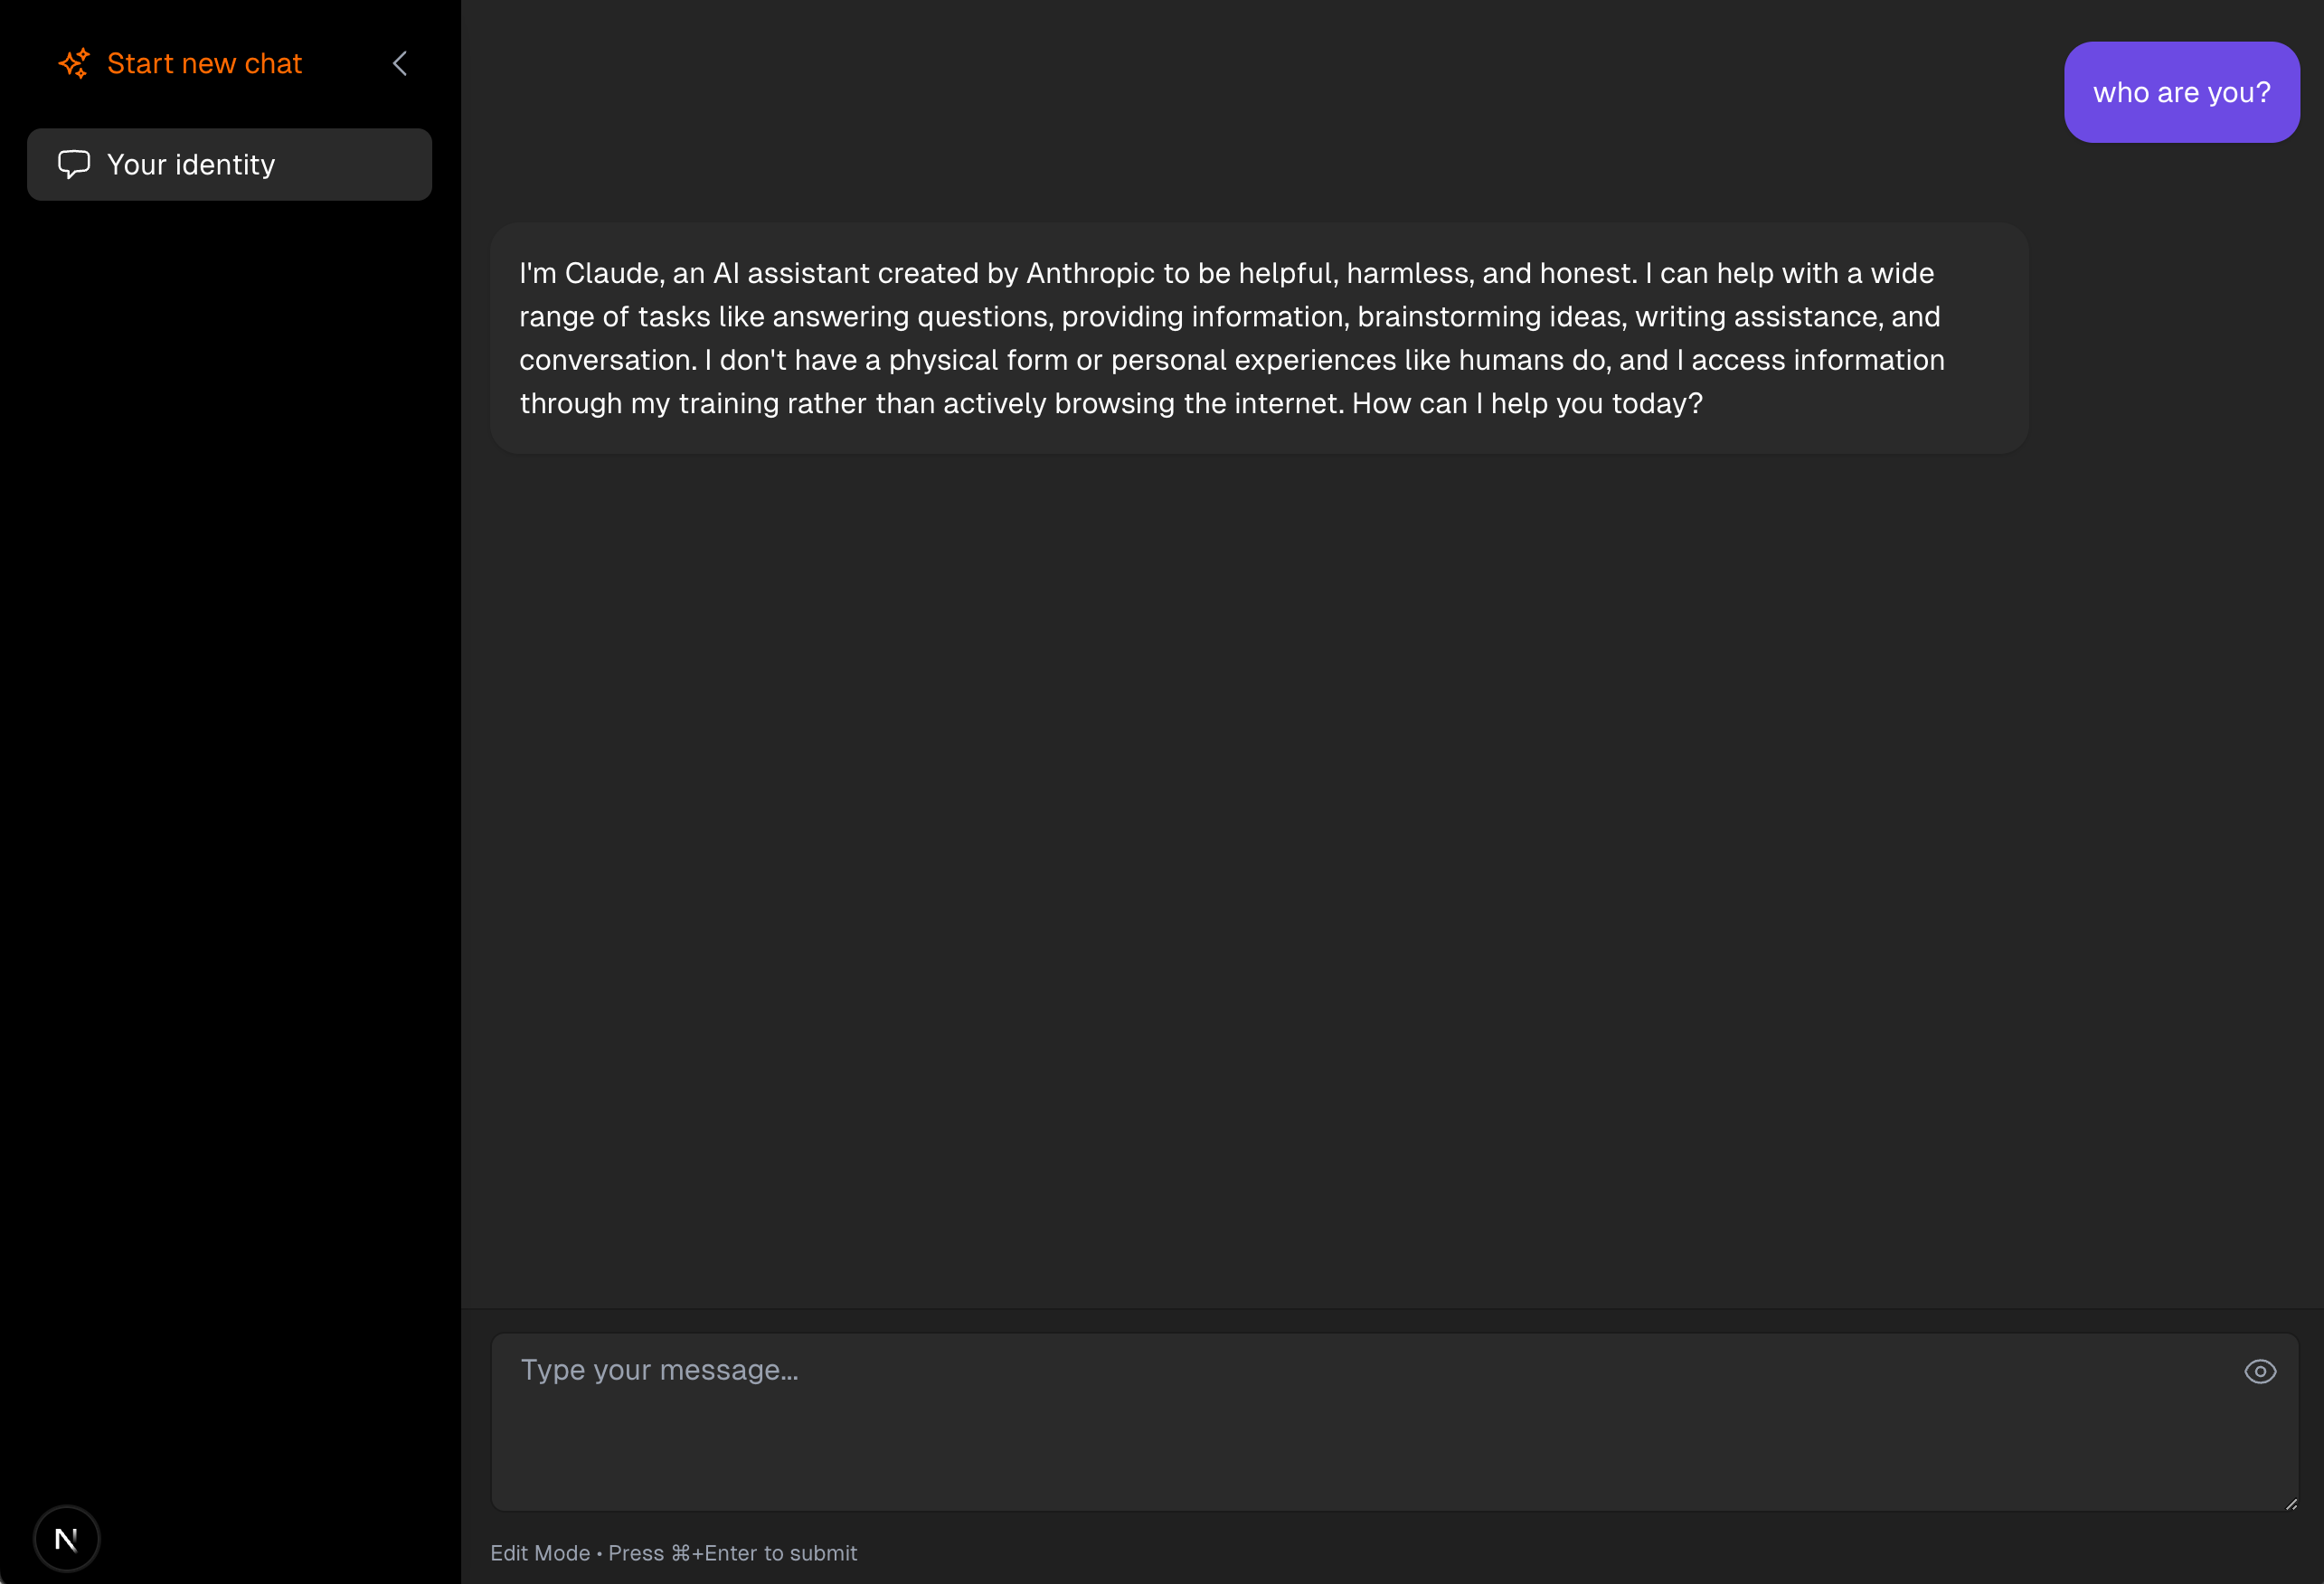 Start new chat
Your identity
who are you?
I'm Claude, an AI assistant created by Anthropic to be helpful, harmless, and honest. I can help with a wide
range of tasks like answering questions, providing information, brainstorming ideas, writing assistance, and
conversation. I don't have a physical form or personal experiences like humans do, and I access information
through my training rather than actively browsing the internet. How can I help you today?
Type your message...
Edit Mode • Press ⌘+Enter to submit
N